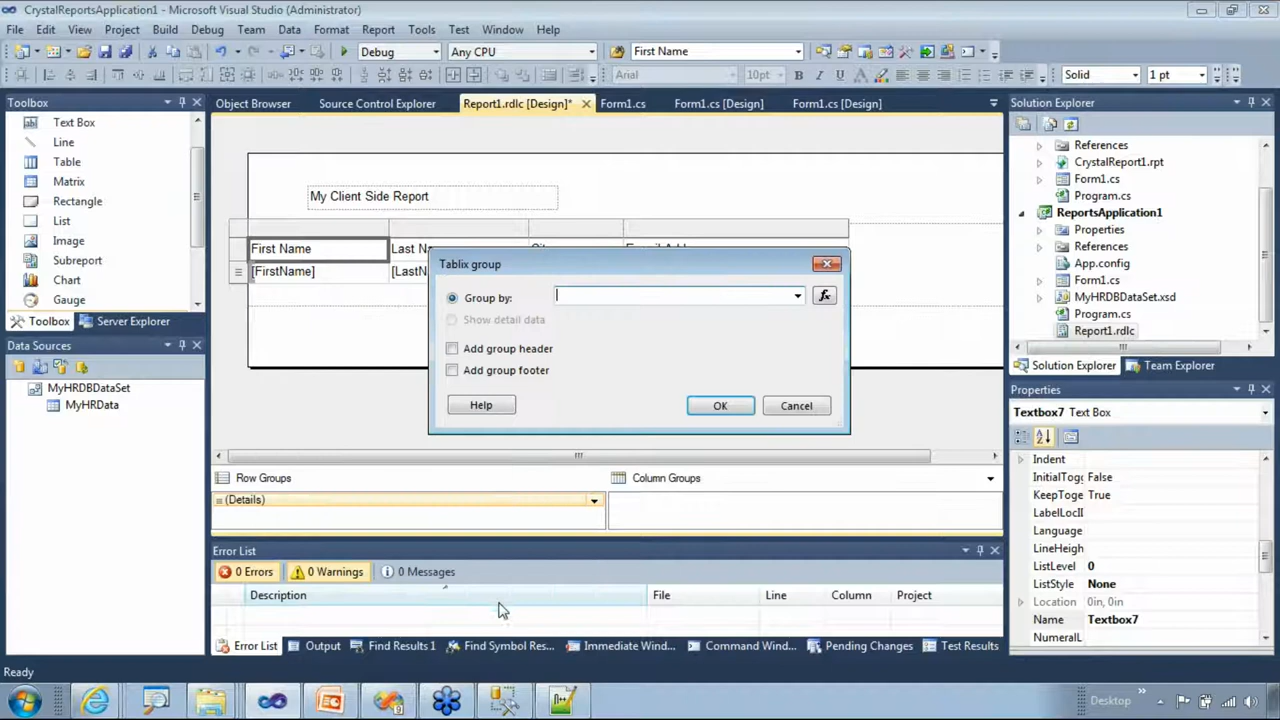 CrystalReportsApplication1 - Microsoft Visual Studio (Administrator)
File Edit View Project Build Debug Team Data Format Report Tools Test Window Help
Debug Any CPU First Name
Arial 10pt B I U A Solid 1 pt
Toolbox
Text Box
Line
Table
Matrix
Rectangle
List
Image
Subreport
Chart
Gauge
Toolbox Server Explorer
Data Sources
MyHRDBDataSet
MyHRData
Object Browser Source Control Explorer Report1.rdlc [Design]* Form1.cs Form1.cs [Design] Form1.cs [Design]
My Client Side Report
First Name Last N
[FirstName] [LastN
Tablix group
Group by: fx
Show detail data
Add group header
Add group footer
Help OK Cancel
Row Groups Column Groups
(Details)
Error List
0 Errors 0 Warnings 0 Messages
Description File Line Column Project
Error List Output Find Results 1 Find Symbol Res... Immediate Wind... Command Wind... Pending Changes Test Results
Solution Explorer
References
CrystalReport1.rpt
Form1.cs
Program.cs
ReportsApplication1
Properties
References
App.config
Form1.cs
MyHRDBDataSet.xsd
Program.cs
Report1.rdlc
Solution Explorer Team Explorer
Properties
Textbox7 Text Box
Indent
InitialTogg False
KeepToge True
LabelLocII
Language
LineHeigh
ListLevel 0
ListStyle None
Location 0in, 0in
Name Textbox7
NumeralL
Ready
Desktop